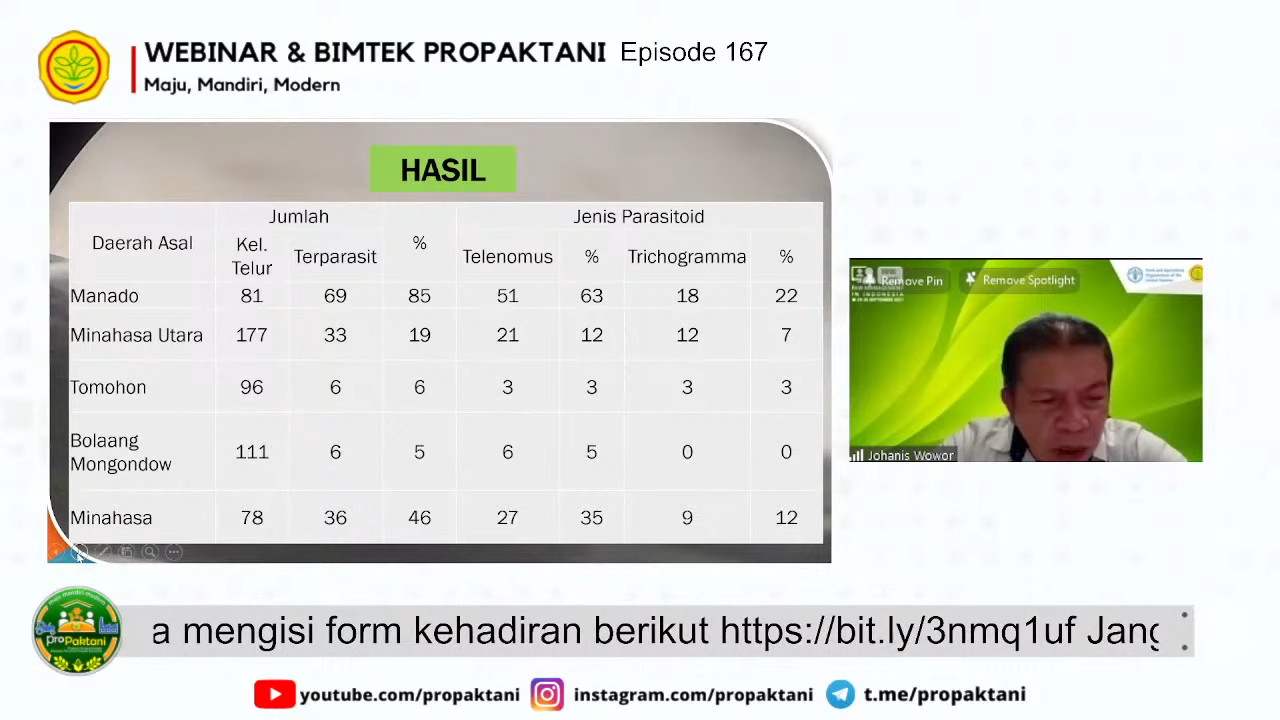 WEBINAR & BIMTEK PROPAKTANI Episode 167
Maju, Mandiri, Modern
HASIL
Daerah Asal Jumlah % Jenis Parasitoid
Kel. Telur Terparasit Telenomus % Trichogramma %
Manado 81 69 85 51 63 18 22
Minahasa Utara 177 33 19 21 12 12 7
Tomohon 96 6 6 3 3 3 3
Bolaang Mongondow 111 6 5 6 5 0 0
Minahasa 78 36 46 27 35 9 12
Remove Pin Remove Spotlight
IN INDONESIA
Johanis Wowor
proPaktani
a mengisi form kehadiran berikut https://bit.ly/3nmq1uf Jang
youtube.com/propaktani instagram.com/propaktani t.me/propaktani